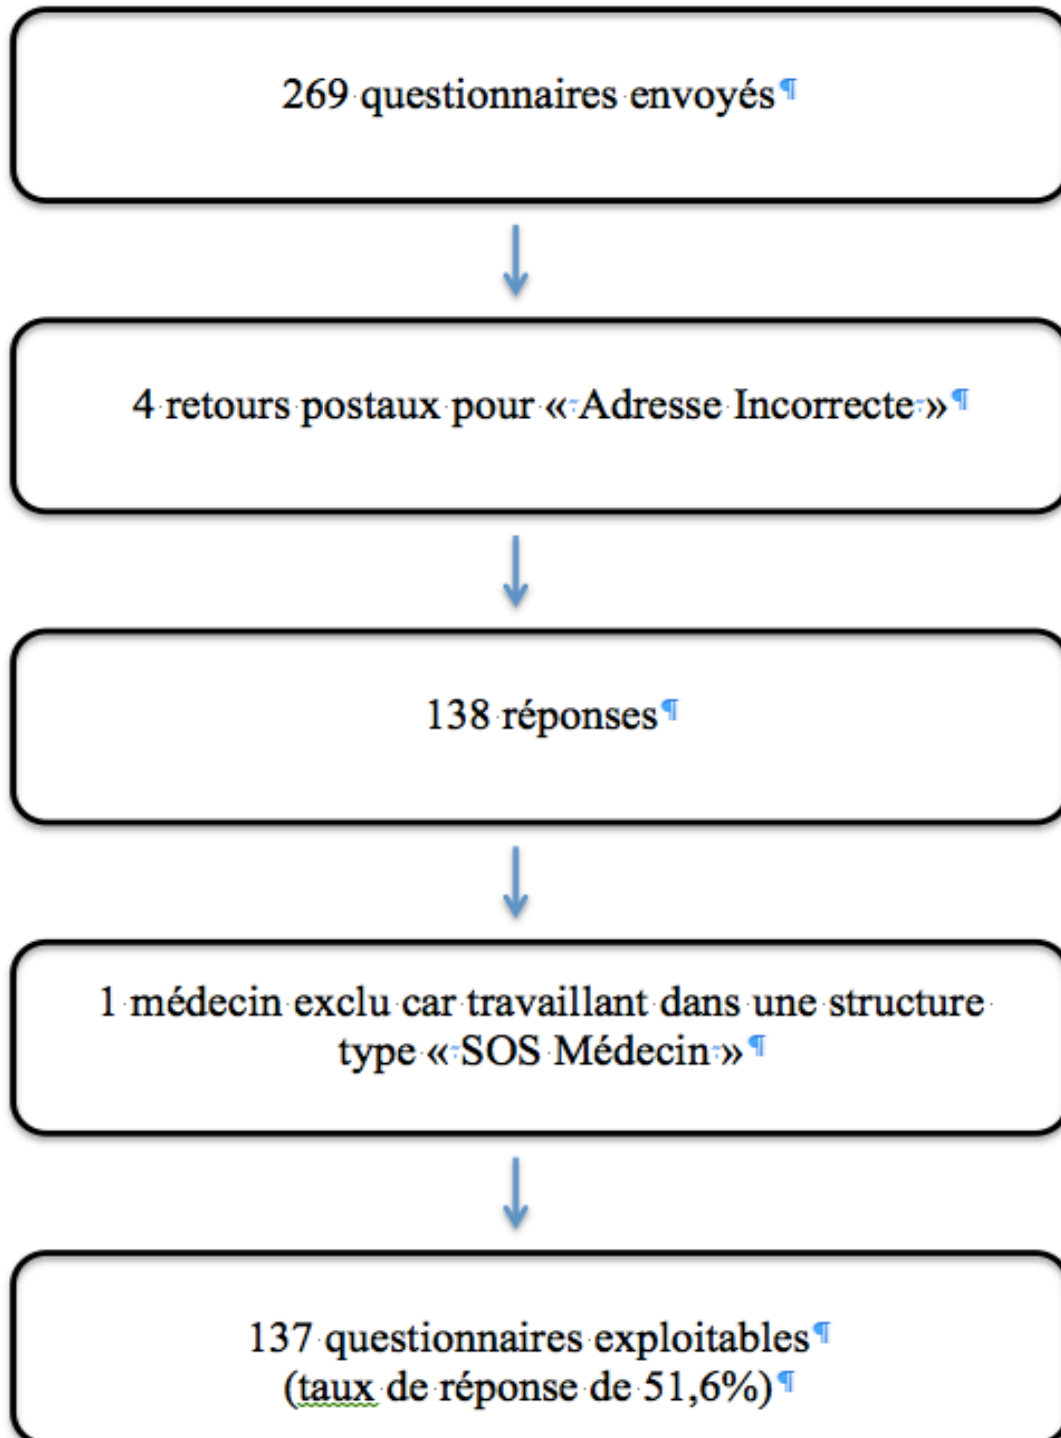 269 questionnaires envoyés¶
4 retours postaux pour « Adresse Incorrecte »¶
138 réponses¶
1 médecin exclu car travaillant dans une structure
type « SOS Médecin »¶
137 questionnaires exploitables¶
(taux de réponse de 51,6%)¶